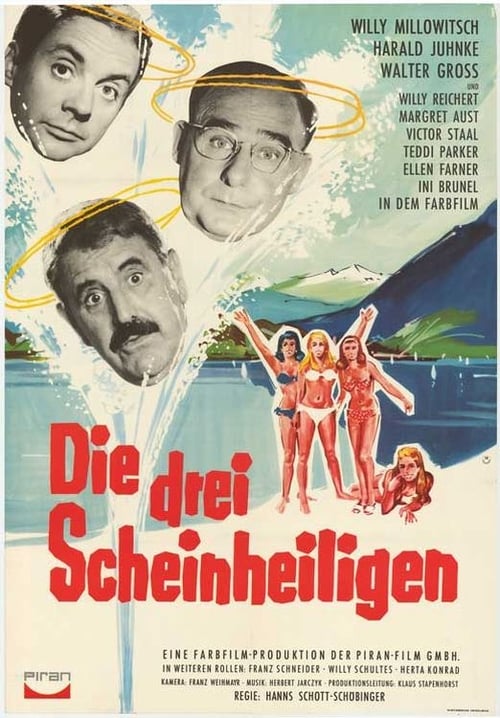 WILLY MILLOWITSCH
HARALD JUHNKE
WALTER GROSS
UND
WILLY REICHERT
MARGRET AUST
VICTOR STAAL
TEDDI PARKER
ELLEN FARNER
INI BRUNEL
IN DEM FARBFILM
Die drei
Scheinheiligen
EINE FARBFILM-PRODUKTION DER PIRAN-FILM GMBH.
IN WEITEREN ROLLEN: FRANZ SCHNEIDER · WILLY SCHULTES · HERTA KONRAD
KAMERA: FRANZ WEIHMAYR · MUSIK: HERBERT JARCZYK · PRODUKTIONSLEITUNG: KLAUS STAPENHORST
REGIE: HANNS SCHOTT-SCHÖBINGER
PIRAN